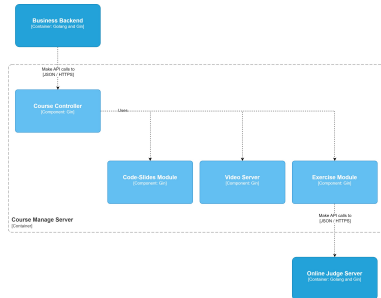 Business Backend
[Container: Golang and Gin]
Make API calls to
[JSON / HTTPS]
Course Controller
[Component: Gin]
Uses
Code-Slides Module
[Component: Gin]
Video Server
[Component: Gin]
Exercise Module
[Component: Gin]
Make API calls to
[JSON / HTTPS]
Course Manage Server
[Container]
Online Judge Server
[Container: Golang and Gin]